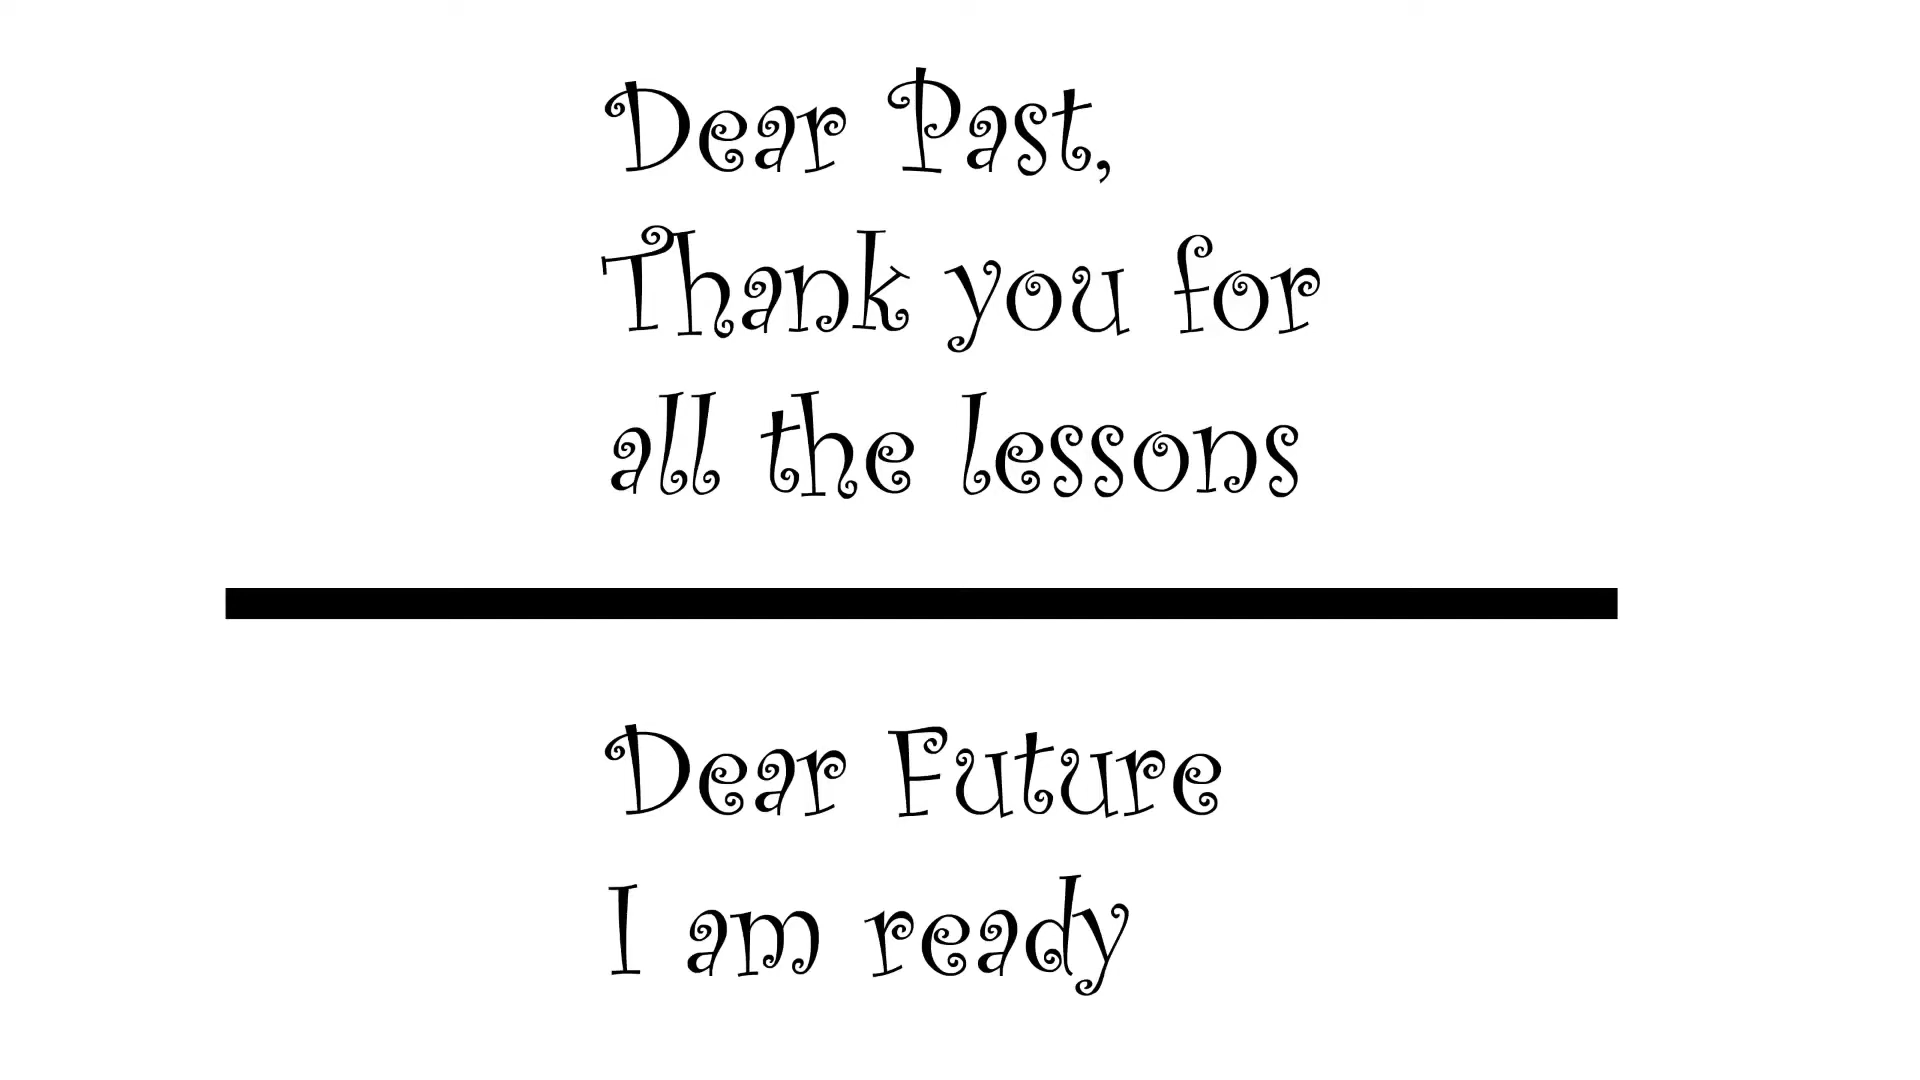 Dear Past,
Thank you for
all the lessons
Dear Future
I am ready